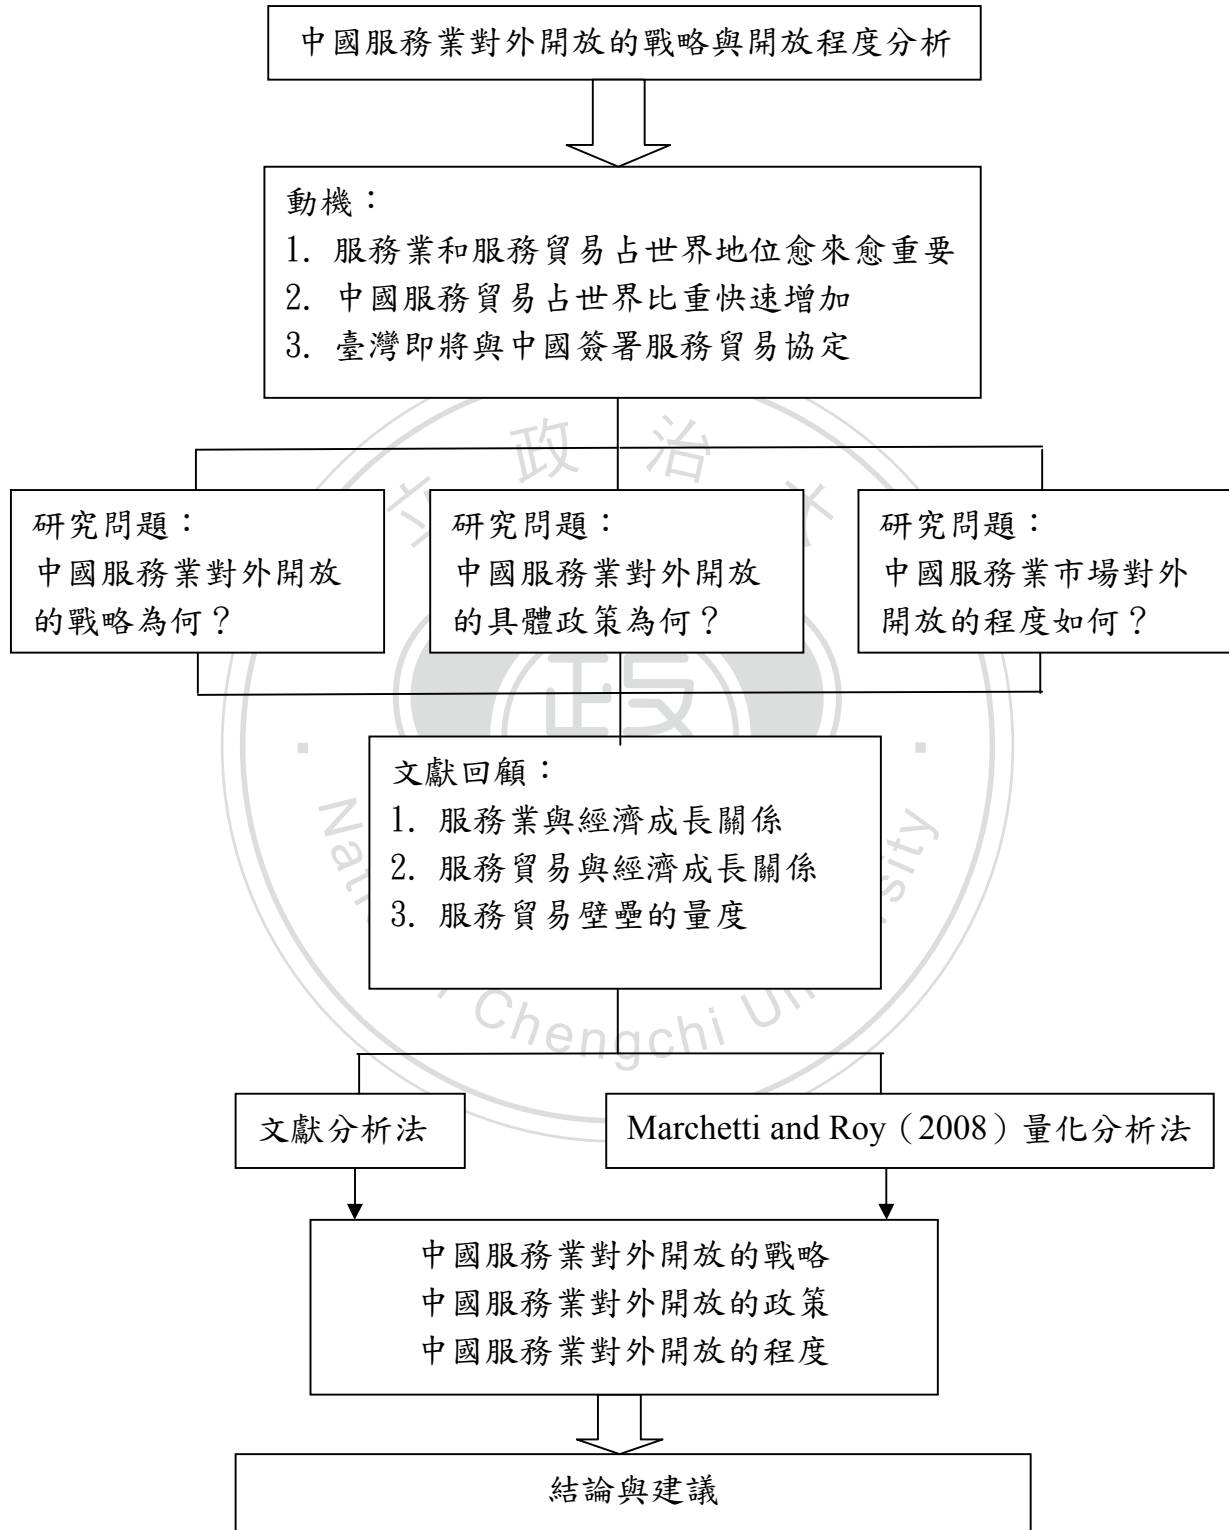 中國服務業對外開放的戰略與開放程度分析
動機：
1. 服務業和服務貿易占世界地位愈來愈重要
2. 中國服務貿易占世界比重快速增加
3. 臺灣即將與中國簽署服務貿易協定
政 治
大
研究問題：
中國服務業對外開放
的戰略為何？
研究問題：
中國服務業對外開放
的具體政策為何？
研究問題：
中國服務業市場對外
開放的程度如何？
文獻回顧：
1. 服務業與經濟成長關係
2. 服務貿易與經濟成長關係
3. 服務貿易壁壘的量度
Chengchi
文獻分析法
Marchetti and Roy（2008）量化分析法
中國服務業對外開放的戰略
中國服務業對外開放的政策
中國服務業對外開放的程度
結論與建議